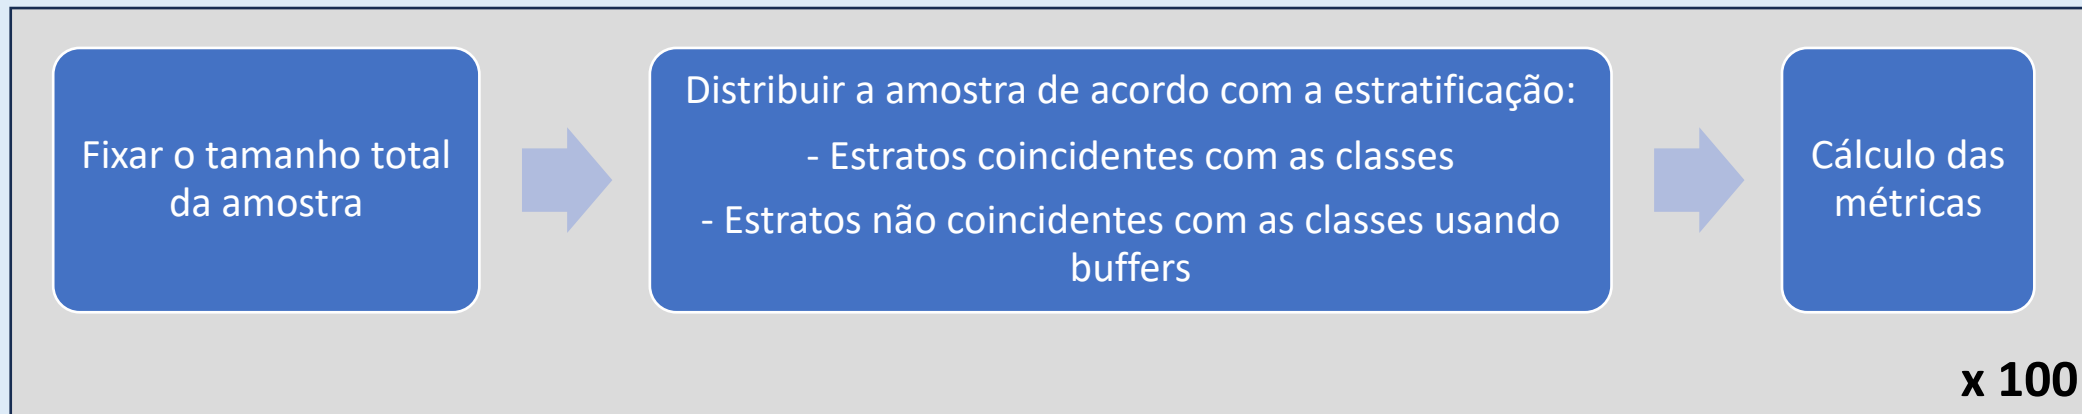 Fixar o tamanho total
da amostra
Distribuir a amostra de acordo com a estratificação:
- Estratos coincidentes com as classes
- Estratos não coincidentes com as classes usando
buffers
Cálculo das
métricas
x 100